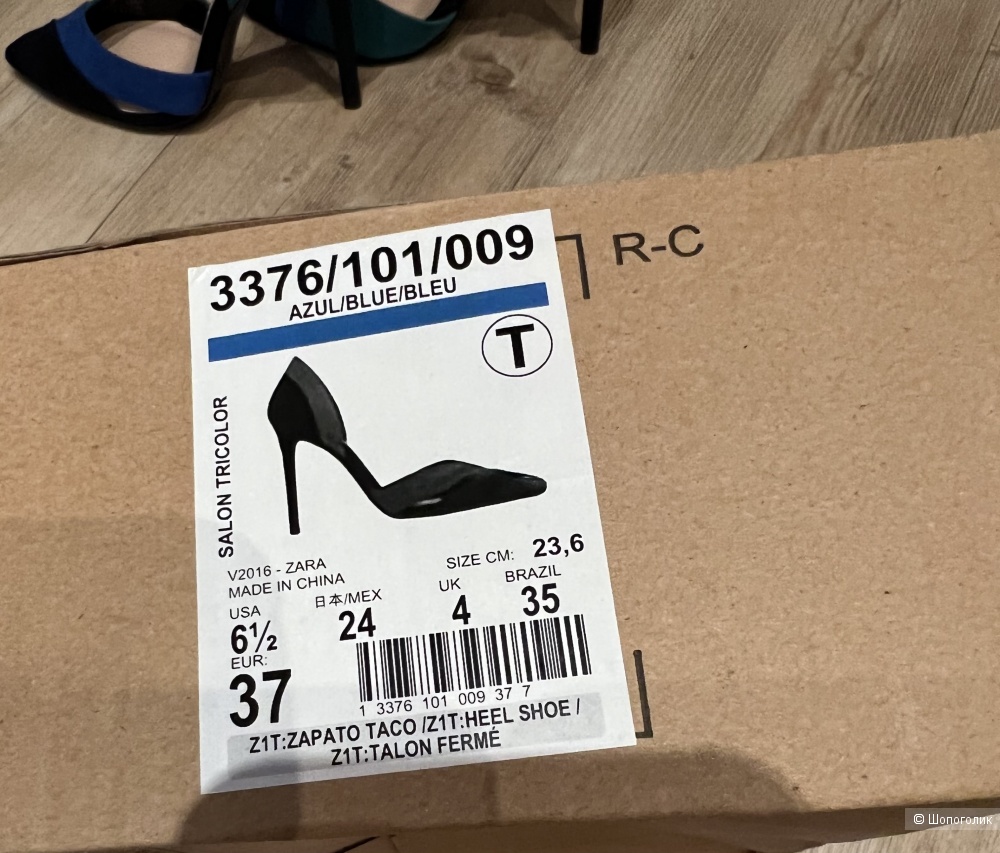 3376/101/009
AZUL/BLUE/BLEU
R-C
T
SALON TRICOLOR
V2016 - ZARA
MADE IN CHINA
SIZE CM: 23,6
USA 日本/MEX UK BRAZIL
6½ 24 4 35
EUR:
37
1 3376 101 009 37 7
Z1T:ZAPATO TACO /Z1T:HEEL SHOE /
Z1T:TALON FERMÉ
© Шопоголик